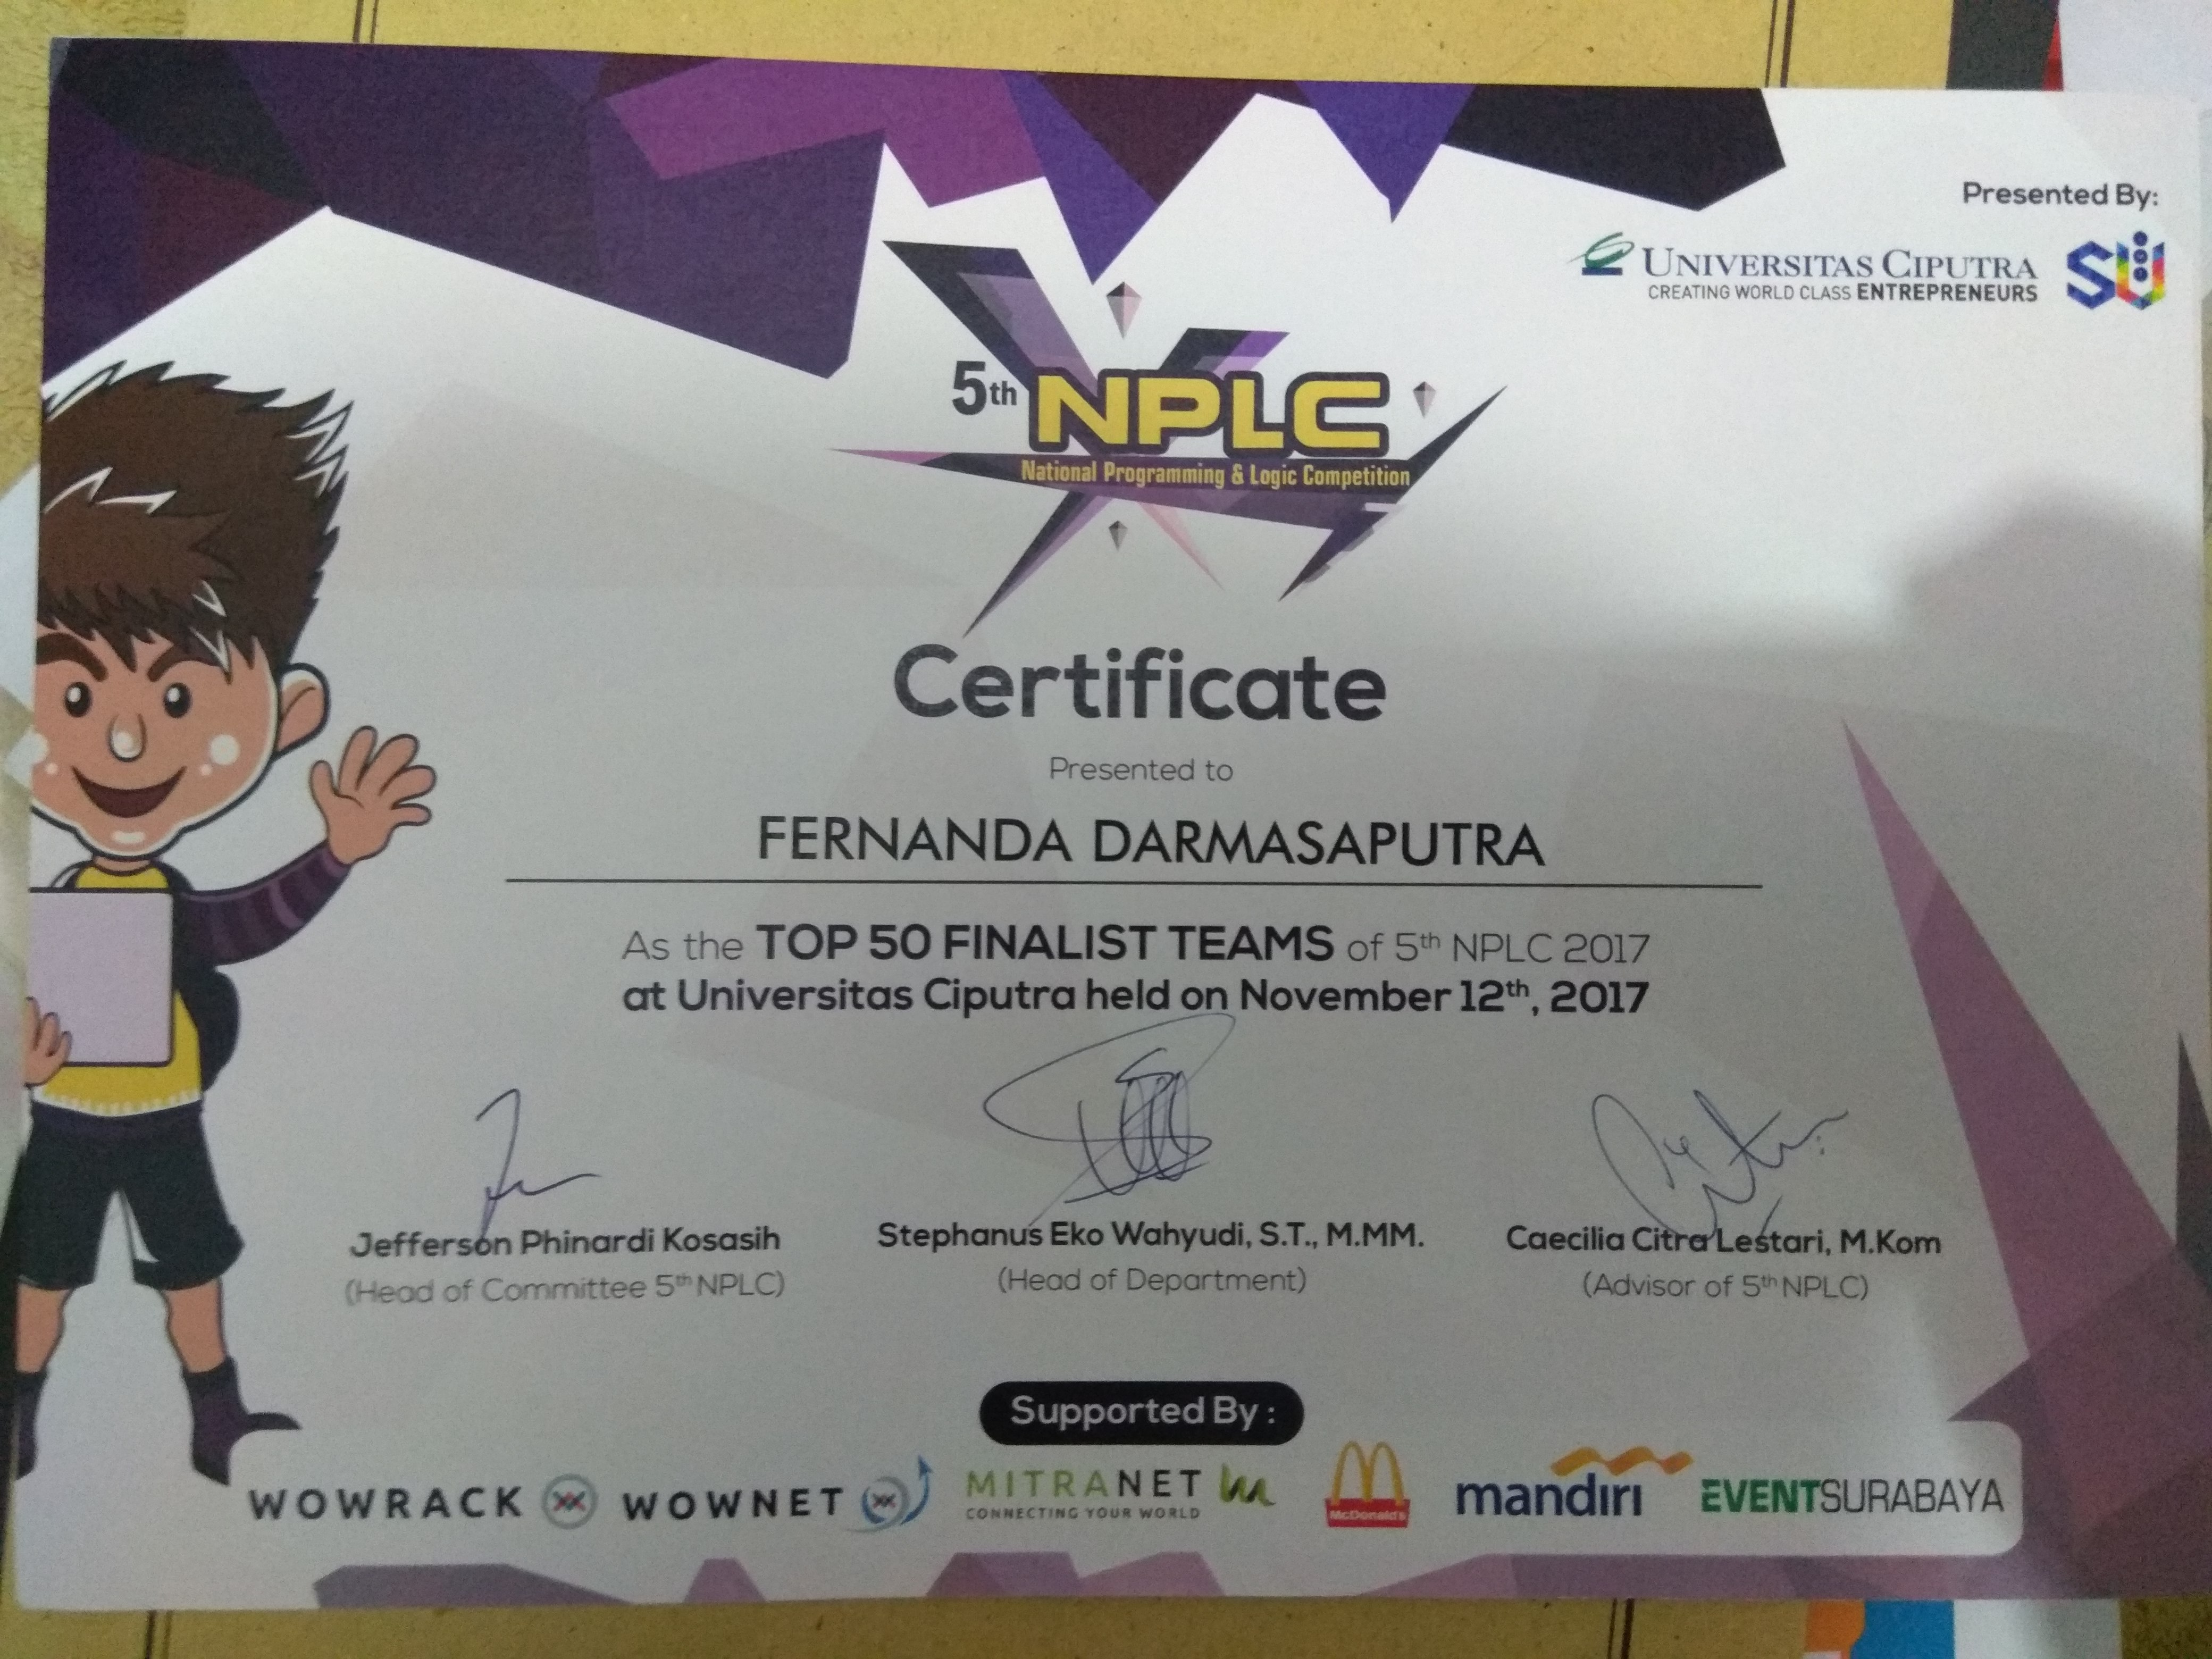 Presented By:
UNIVERSITAS CIPUTRA
CREATING WORLD CLASS ENTREPRENEURS
5th NPLC
National Programming & Logic Competition
Certificate
Presented to
FERNANDA DARMASAPUTRA
As the TOP 50 FINALIST TEAMS of 5th NPLC 2017
at Universitas Ciputra held on November 12th, 2017
Jefferson Phinardi Kosasih
(Head of Committee 5th NPLC)
Stephanus Eko Wahyudi, S.T., M.MM.
(Head of Department)
Caecilia Citra Lestari, M.Kom
(Advisor of 5th NPLC)
Supported By :
WOWRACK WOWNET MITRANET McDonald's mandiri EVENTSURABAYA
CONNECTING YOUR WORLD